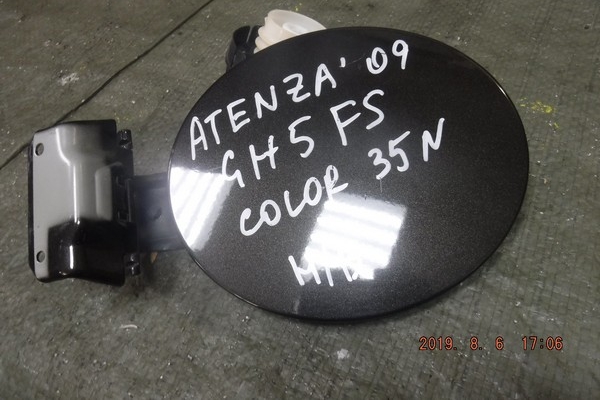 ATENZA'09
GH5FS
COLOR 35N
2019. 8. 6 17:06